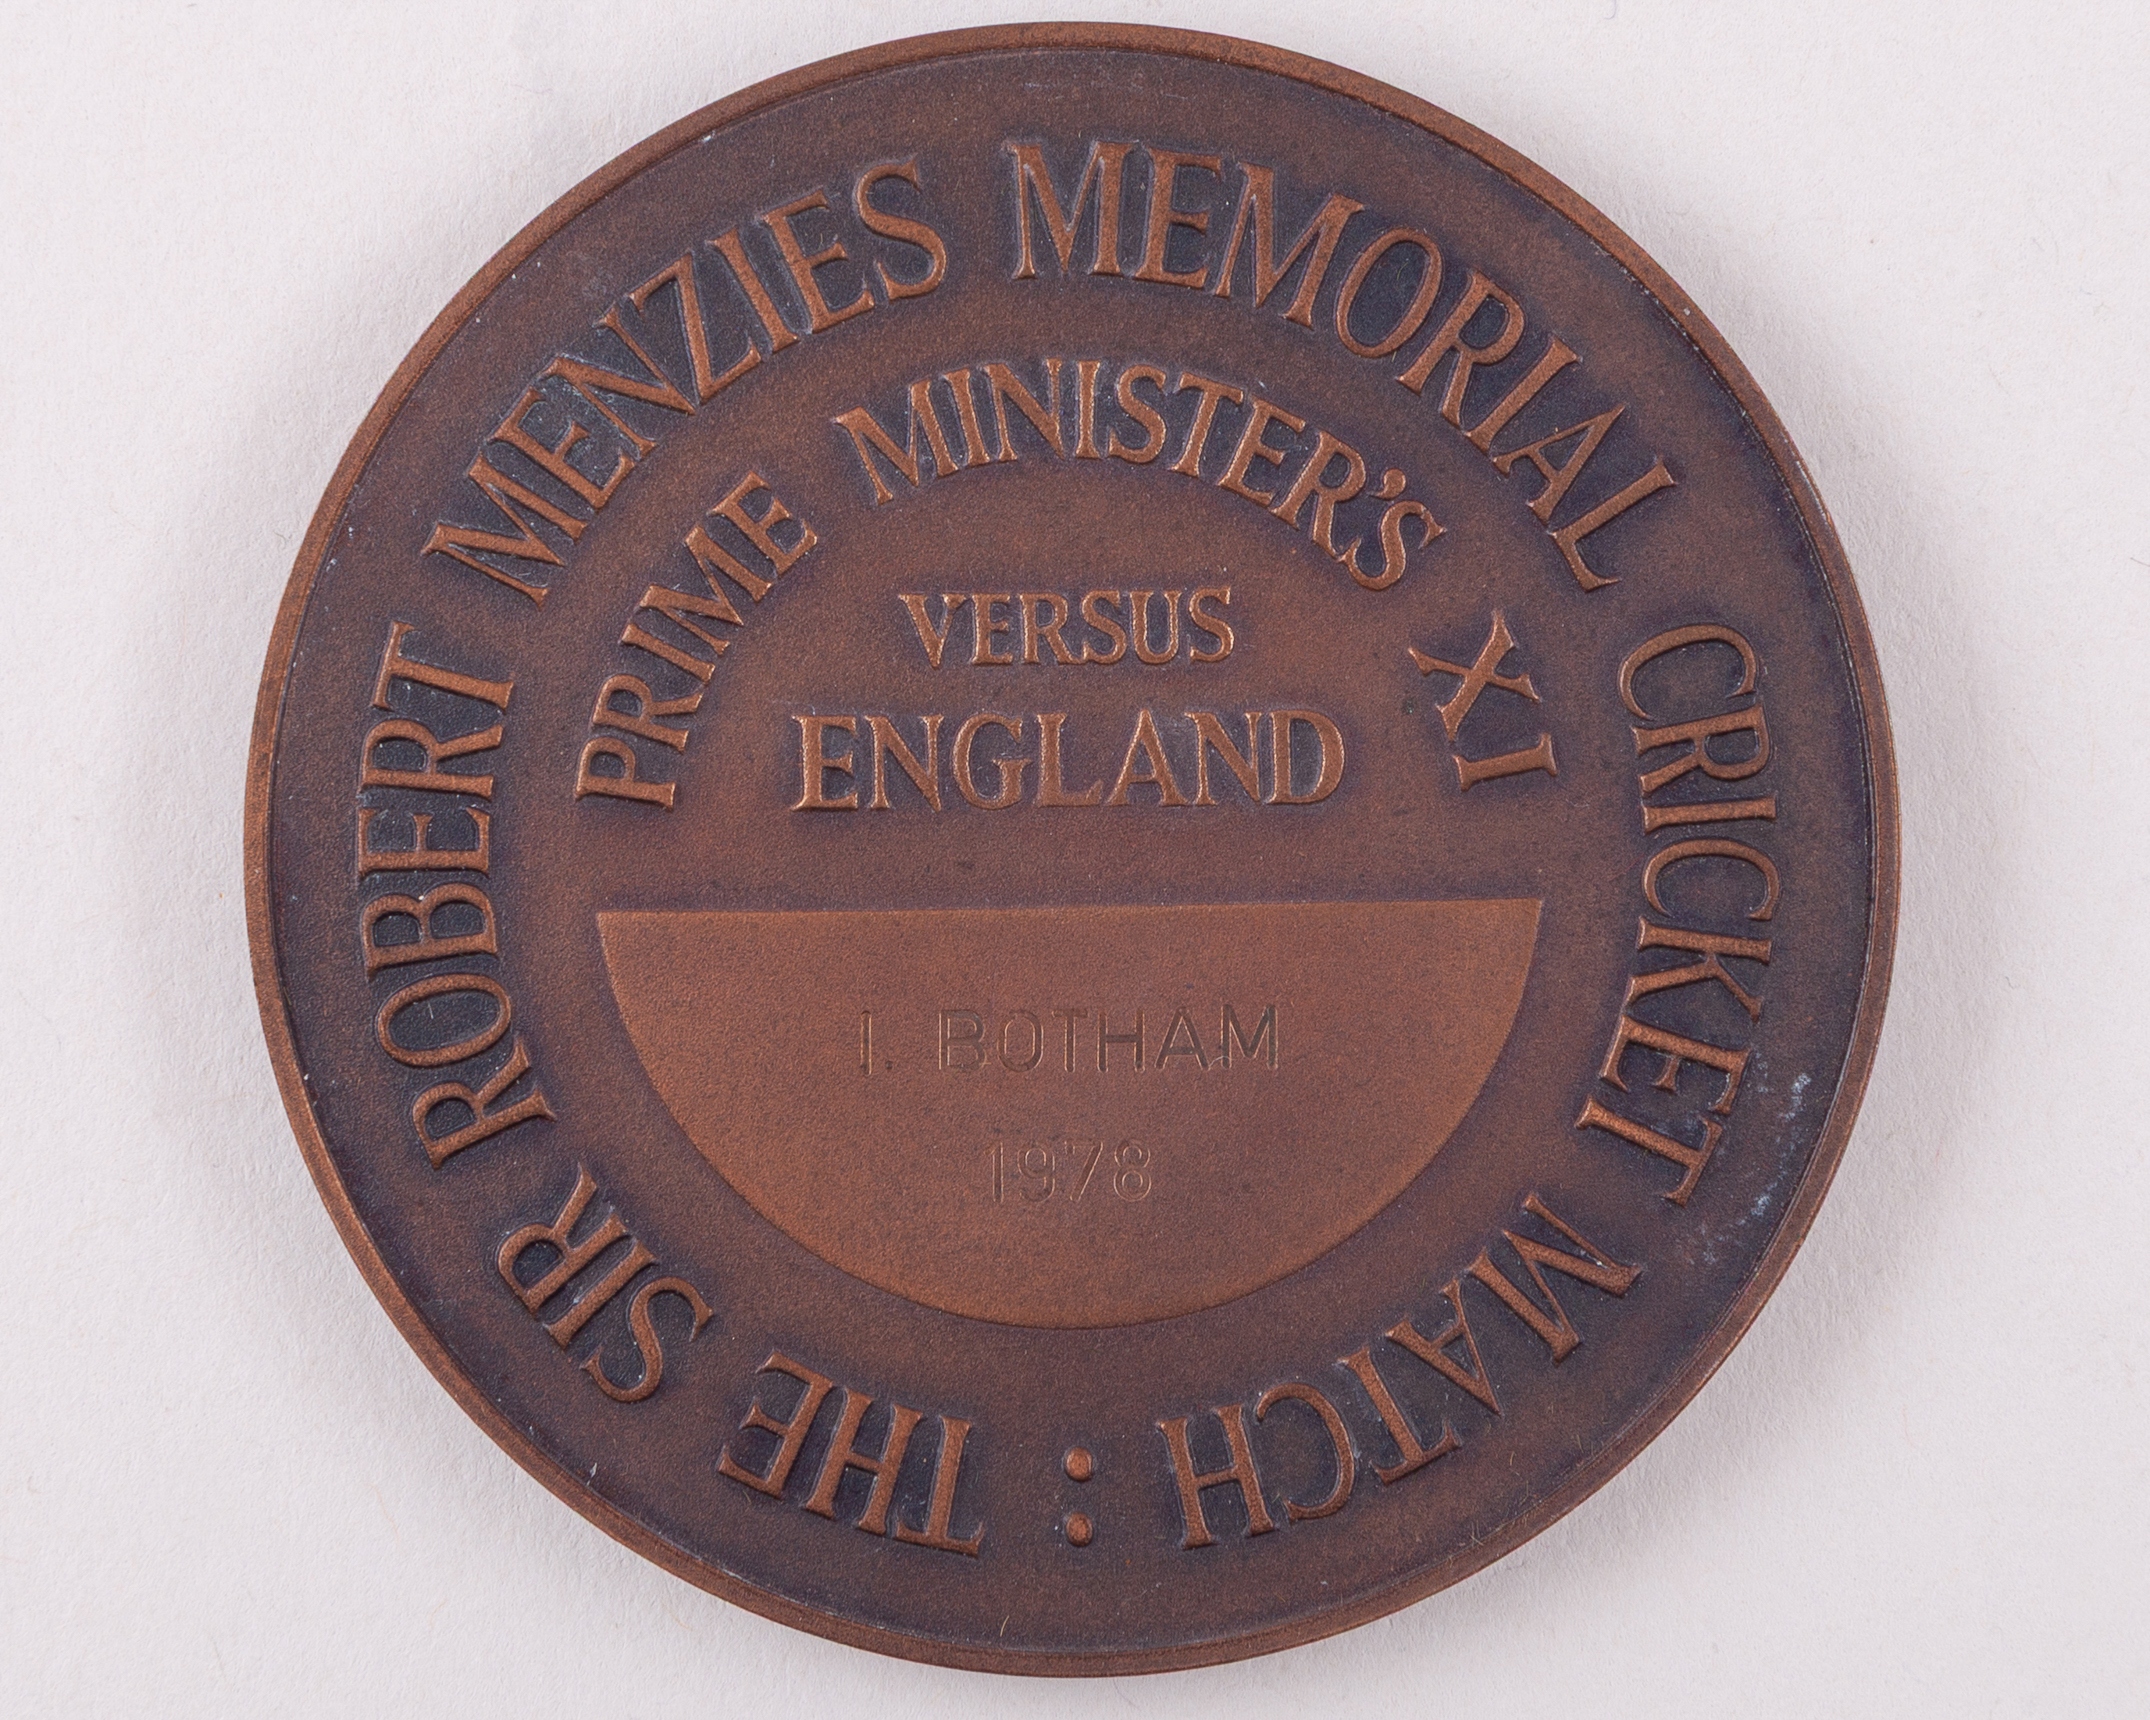 THE SIR ROBERT MENZIES MEMORIAL CRICKET MATCH :
PRIME MINISTER'S XI
VERSUS
ENGLAND
I. BOTHAM
1978